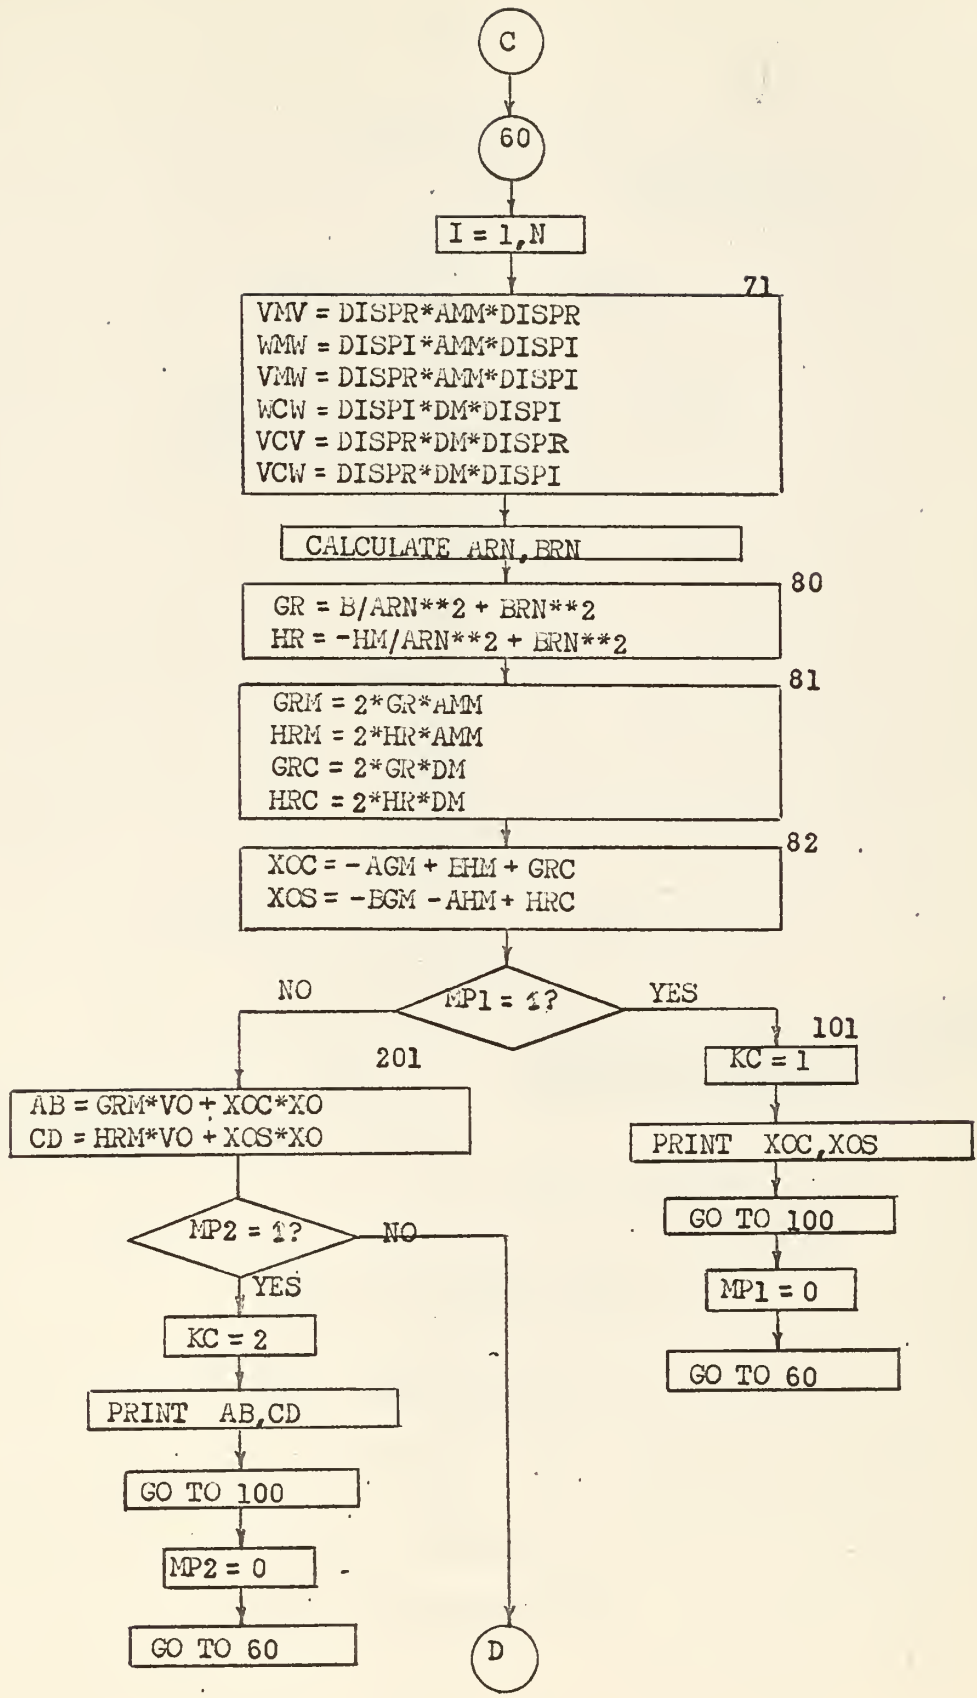 C
60
I = 1,N
71
VMV = DISPR*AMM*DISPR
WMW = DISPI*AMM*DISPI
VMW = DISPR*AMM*DISPI
WCW = DISPI*DM*DISPI
VCV = DISPR*DM*DISPR
VCW = DISPR*DM*DISPI
CALCULATE ARN,BRN
80
GR = B/ARN**2 + BRN**2
HR = -HM/ARN**2 + BRN**2
81
GRM = 2*GR*AMM
HRM = 2*HR*AMM
GRC = 2*GR*DM
HRC = 2*HR*DM
82
XOC = -AGM + BHM + GRC
XOS = -BGM -AHM + HRC
MP1 = 1?
NO
YES
101
KC = 1
PRINT XOC,XOS
GO TO 100
MP1 = 0
GO TO 60
201
AB = GRM*VO + XOC*XO
CD = HRM*VO + XOS*XO
MP2 = 1?
NO
YES
KC = 2
PRINT AB,CD
GO TO 100
MP2 = 0
GO TO 60
D